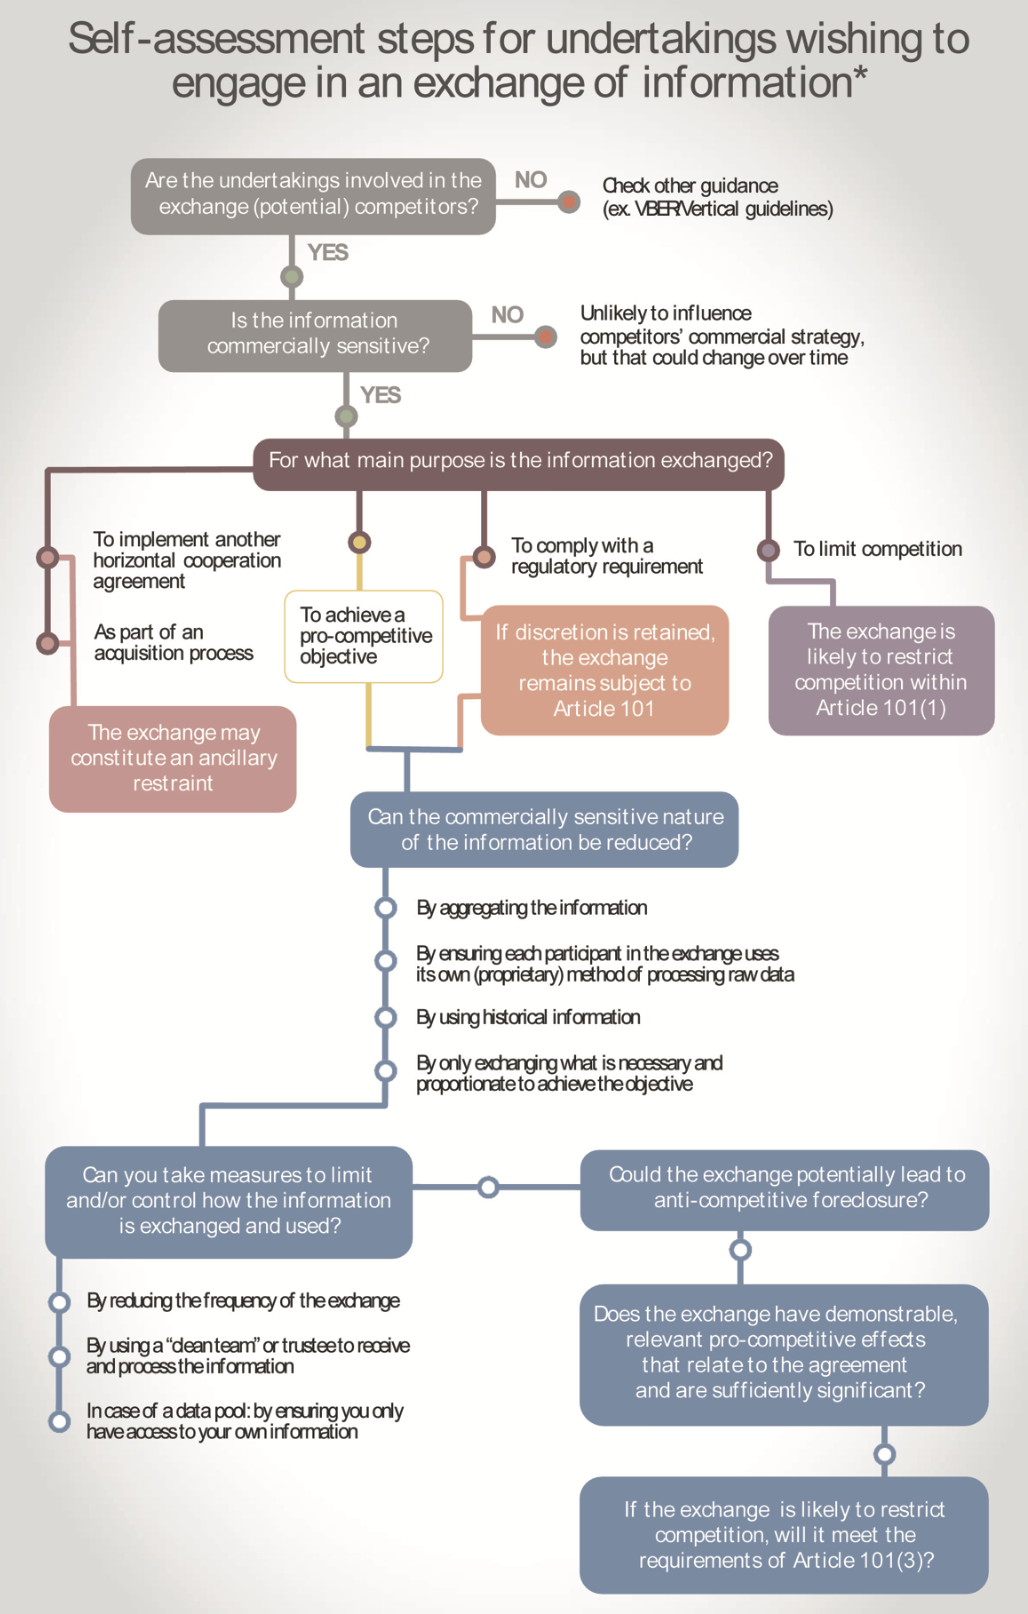 Self-assessment steps for undertakings wishing to
engage in an exchange of information*
Are the undertakings involved in the
exchange (potential) competitors?
NO
Check other guidance
(ex. VBER/Vertical guidelines)
YES
Is the information
commercially sensitive?
NO
Unlikely to influence
competitors' commercial strategy,
but that could change over time
YES
For what main purpose is the information exchanged?
To implement another
horizontal cooperation
agreement
As part of an
acquisition process
The exchange may
constitute an ancillary
restraint
To achieve a
pro-competitive
objective
To comply with a
regulatory requirement
If discretion is retained,
the exchange
remains subject to
Article 101
To limit competition
The exchange is
likely to restrict
competition within
Article 101(1)
Can the commercially sensitive nature
of the information be reduced?
By aggregating the information
By ensuring each participant in the exchange uses
its own (proprietary) method of processing raw data
By using historical information
By only exchanging what is necessary and
proportionate to achieve the objective
Can you take measures to limit
and/or control how the information
is exchanged and used?
By reducing the frequency of the exchange
By using a “clean team” or trustee to receive
and process the information
In case of a data pool: by ensuring you only
have access to your own information
Could the exchange potentially lead to
anti-competitive foreclosure?
Does the exchange have demonstrable,
relevant pro-competitive effects
that relate to the agreement
and are sufficiently significant?
If the exchange is likely to restrict
competition, will it meet the
requirements of Article 101(3)?